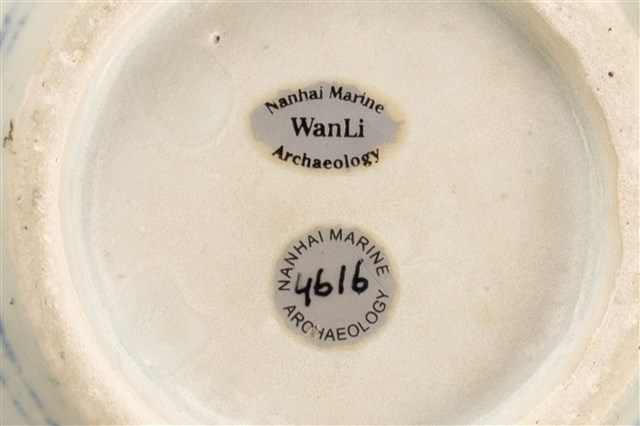 Nanhai Marine
WanLi
Archaeology
NANHAI MARINE
4616
ARCHAEOLOGY